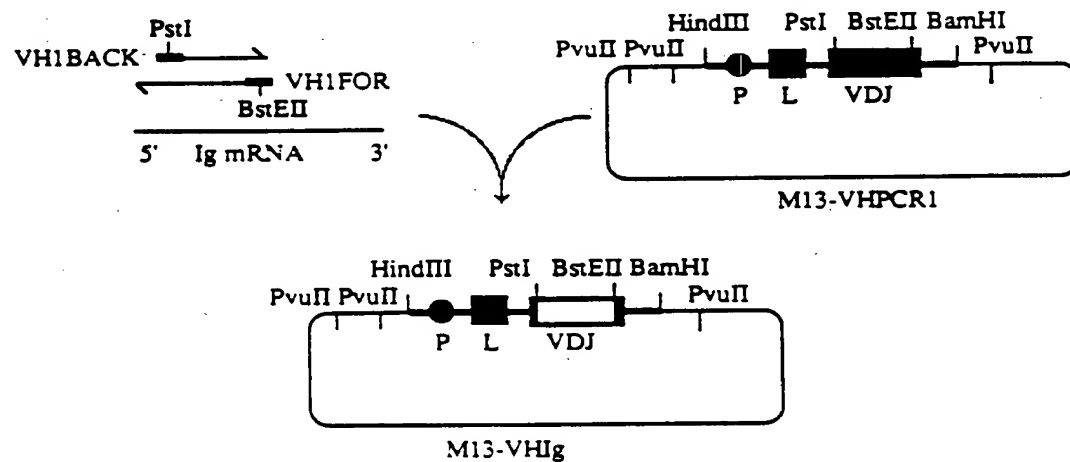 PstI
VH1BACK
VH1FOR
BstEII
5' Ig mRNA 3'
HindIII PstI BstEII BamHI
PvuII PvuII PvuII
P L VDJ
M13-VHPCR1
HindIII PstI BstEII BamHI
PvuII PvuII PvuII
P L VDJ
M13-VHIg